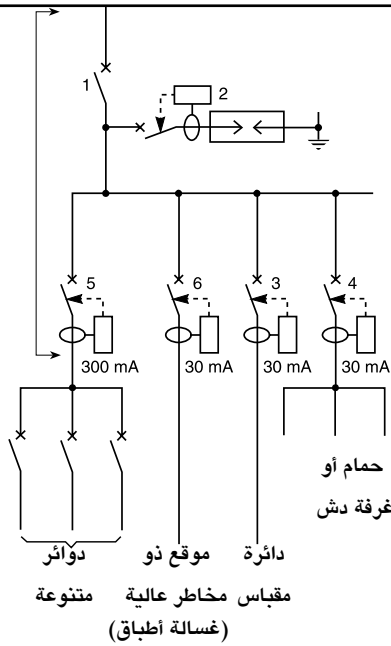 1
2
5
6
3
4
300 mA
30 mA
30 mA
30 mA
حمام أو
غرفة دش
دوائر
متنوعة
موقع ذو
مخاطر عالية
(غسالة أطباق)
دائرة
مقباس